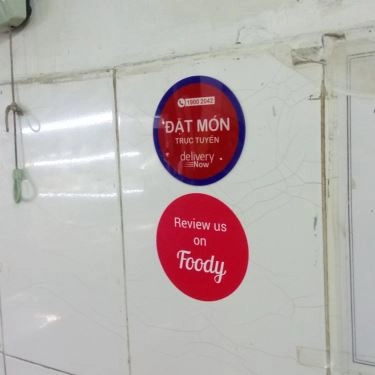 1900 2042
ĐẶT MÓN
TRỰC TUYẾN
delivery
Now
Review us
on
Foody